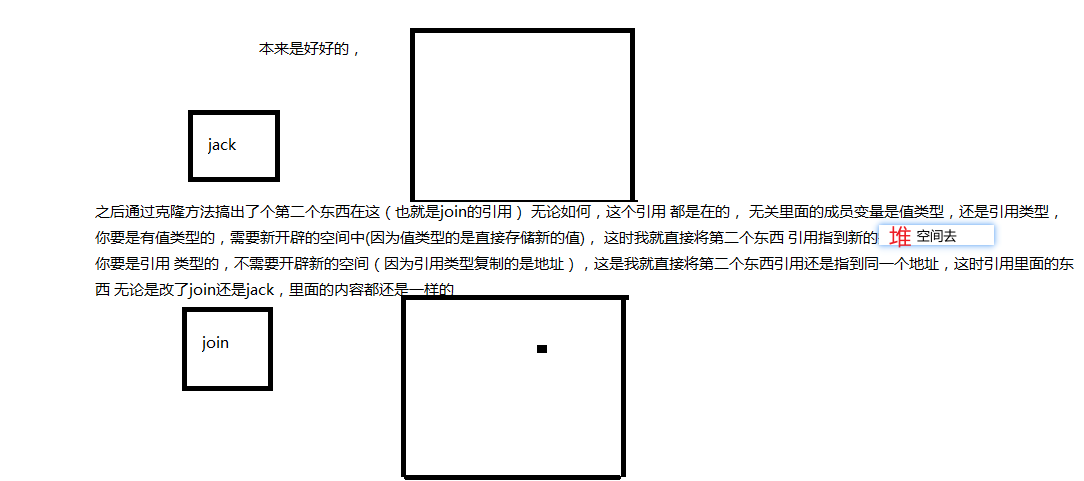 本来是好好的，
jack
之后通过克隆方法搞出了个第二个东西在这（也就是join的引用） 无论如何，这个引用 都是在的， 无关里面的成员变量是值类型，还是引用类型，
你要是有值类型的，需要新开辟的空间中(因为值类型的是直接存储新的值)， 这时我就直接将第二个东西 引用指到新的堆 空间去
你要是引用 类型的，不需要开辟新的空间（因为引用类型复制的是地址），这是我就直接将第二个东西引用还是指到同一个地址，这时引用里面的东
西 无论是改了join还是jack，里面的内容都还是一样的
join